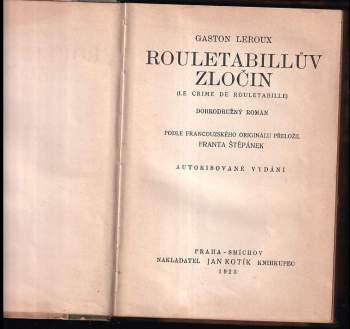 GASTON LEROUX
ROULETABILLŮV
ZLOČIN
(LE CRIME DE ROULETABILLE)
DOBRODRUŽNÝ ROMÁN
PODLE FRANCOUZSKÉHO ORIGINÁLU PŘELOŽIL
FRANTA ŠTĚPÁNEK
AUTORISOVANÉ VYDÁNÍ
PRAHA-SMÍCHOV
NAKLADATEL JAN KOTÍK KNIHKUPEC
1923